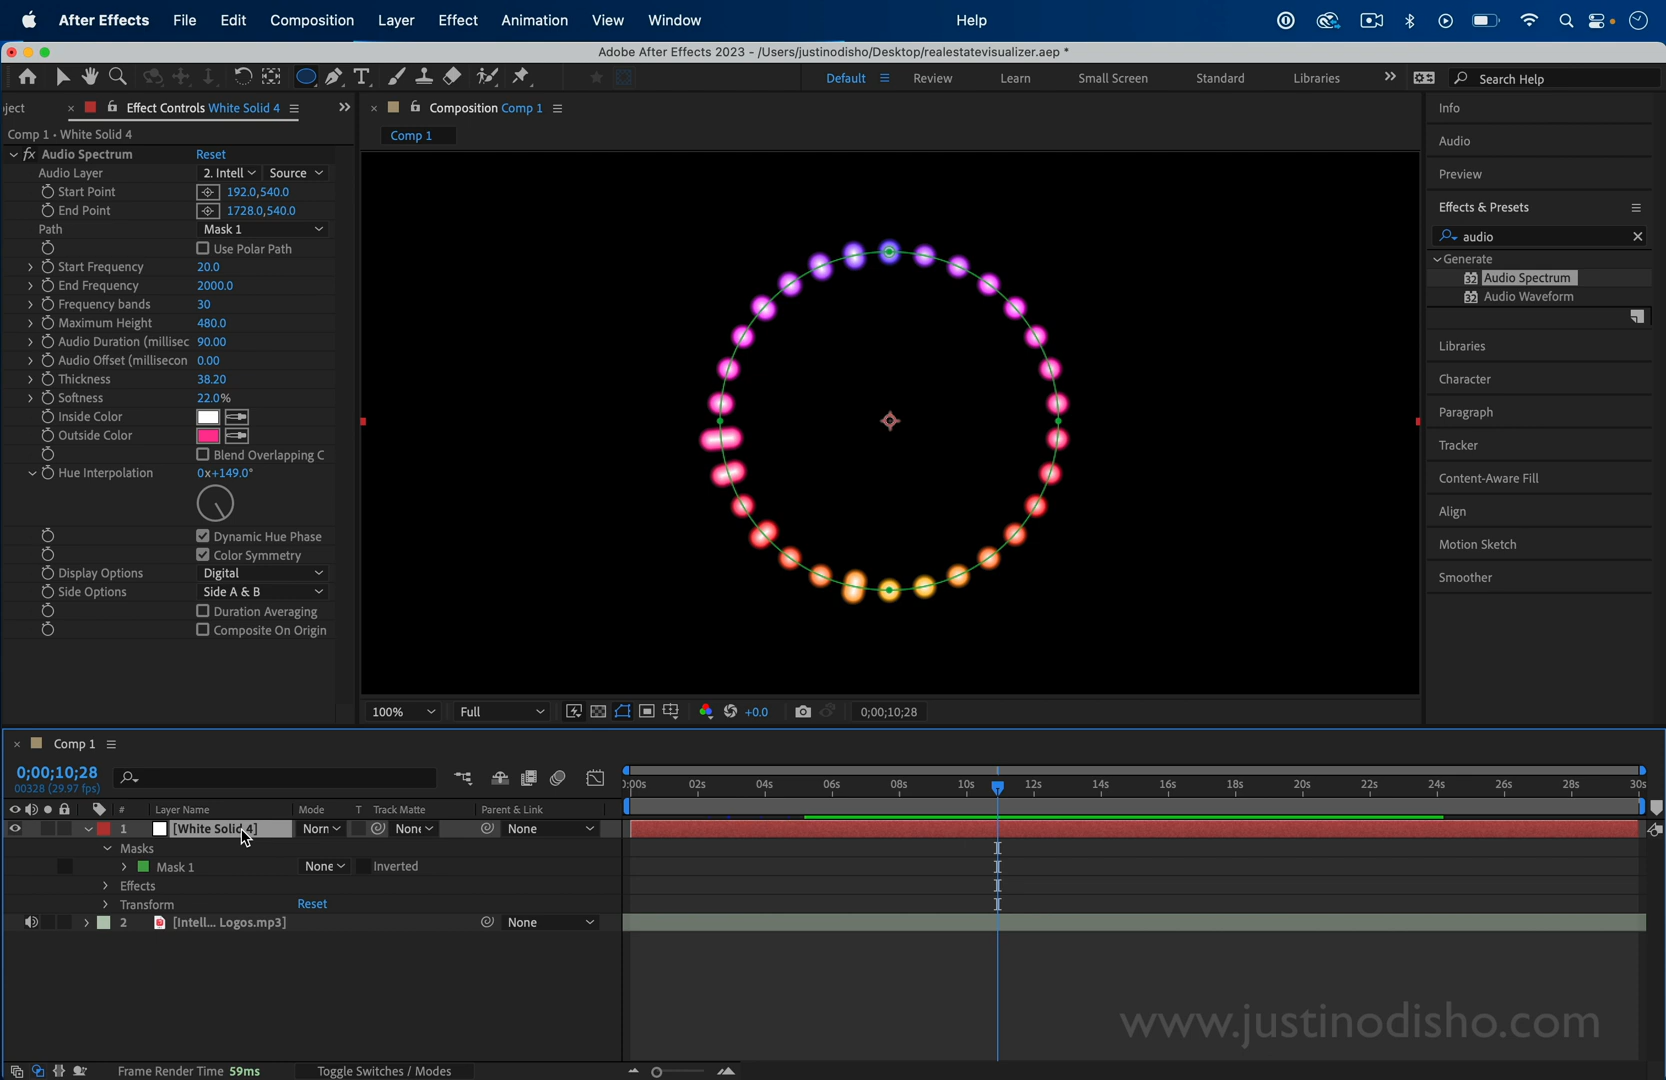 After Effects File Edit Composition Layer Effect Animation View Window Help
Adobe After Effects 2023 - /Users/justinodisho/Desktop/realestatevisualizer.aep *
Default Review Learn Small Screen Standard Libraries Search Help
oject Effect Controls White Solid 4 Composition Comp 1 Info
Comp 1 • White Solid 4 Comp 1
fx Audio Spectrum Reset Audio
Audio Layer 2. Intell Source Preview
Start Point 192.0,540.0
End Point 1728.0,540.0 Effects & Presets
Path Mask 1 audio
Use Polar Path Generate
Start Frequency 20.0 32 Audio Spectrum
End Frequency 2000.0 32 Audio Waveform
Frequency bands 30
Maximum Height 480.0
Audio Duration (millisec 90.00 Libraries
Audio Offset (millisecon 0.00
Thickness 38.20 Character
Softness 22.0%
Inside Color Paragraph
Outside Color Tracker
Blend Overlapping C
Hue Interpolation 0x+149.0° Content-Aware Fill
Align
Dynamic Hue Phase Motion Sketch
Color Symmetry
Display Options Digital Smoother
Side Options Side A & B
Duration Averaging
Composite On Origin
100% Full +0.0 0;00;10;28
Comp 1
0;00;10;28
00328 (29.97 fps) ):00s 02s 04s 06s 08s 10s 12s 14s 16s 18s 20s 22s 24s 26s 28s 30s
# Layer Name Mode T Track Matte Parent & Link
1 [White Solid 4] Norn None None
Masks
Mask 1 None Inverted
Effects
Transform Reset
2 [Intell... Logos.mp3] None
www.justinodisho.com
Frame Render Time 59ms Toggle Switches / Modes